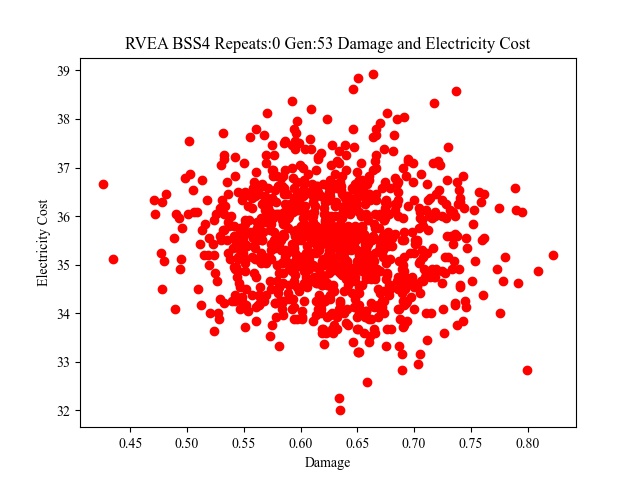 RVEA BSS4 Repeats:0 Gen:53 Damage and Electricity Cost
39
38
37
36
35
34
33
32
Electricity Cost
0.45 0.50 0.55 0.60 0.65 0.70 0.75 0.80
Damage